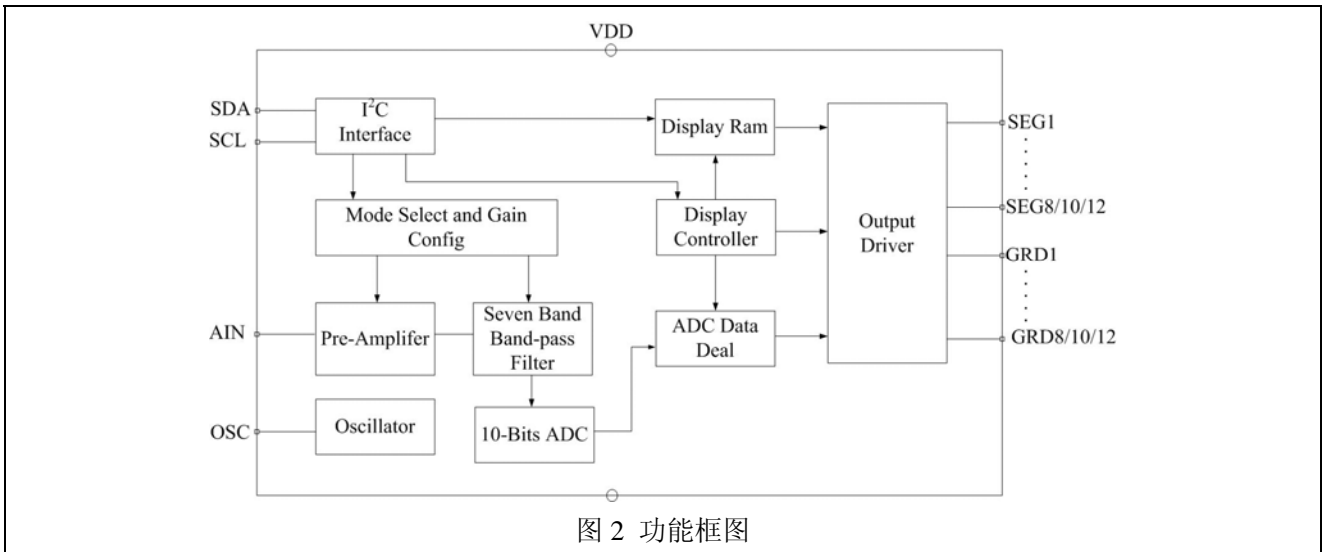 VDD
SDA
SCL
I²C
Interface
Display Ram
SEG1
Mode Select and Gain
Config
Display
Controller
Output
Driver
SEG8/10/12
GRD1
AIN
Pre-Amplifer
Seven Band
Band-pass
Filter
ADC Data
Deal
GRD8/10/12
OSC
Oscillator
10-Bits ADC
图 2 功能框图